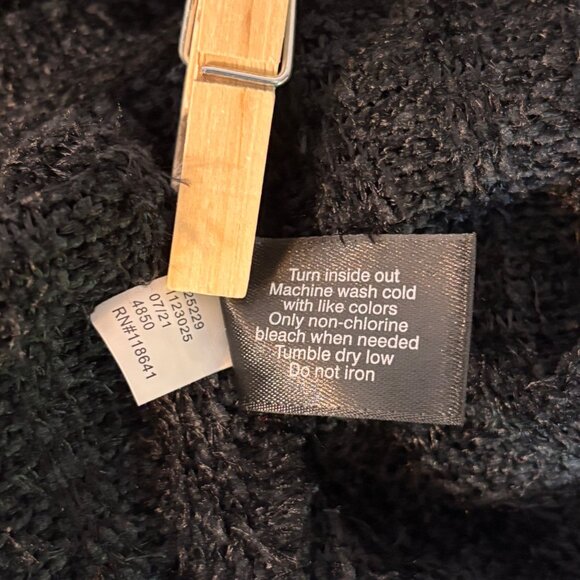 25229
07/21
1123025
4850
RN#118641
Turn inside out
Machine wash cold
with like colors
Only non-chlorine
bleach when needed
Tumble dry low
Do not iron